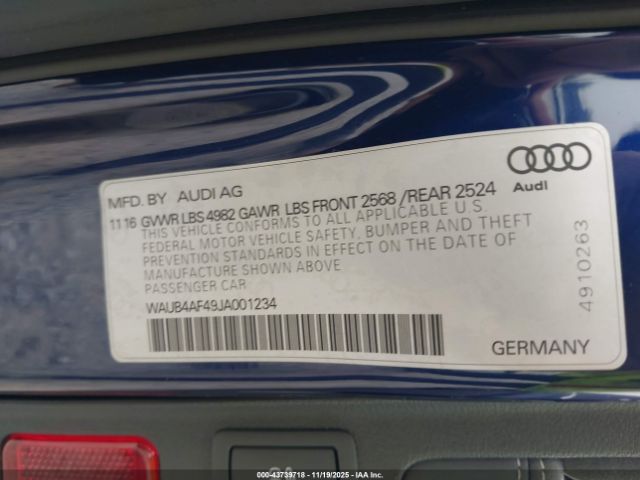 MFD. BY AUDI AG
11 16 GVWR LBS 4982 GAWR LBS FRONT 2568 /REAR 2524
THIS VEHICLE CONFORMS TO ALL APPLICABLE U.S.
FEDERAL MOTOR VEHICLE SAFETY, BUMPER AND THEFT
PREVENTION STANDARDS IN EFFECT ON THE DATE OF
MANUFACTURE SHOWN ABOVE
PASSENGER CAR
WAUB4AF49JA001234
Audi
4910263
GERMANY
000-43739718 - 11/19/2025 - IAAI.com